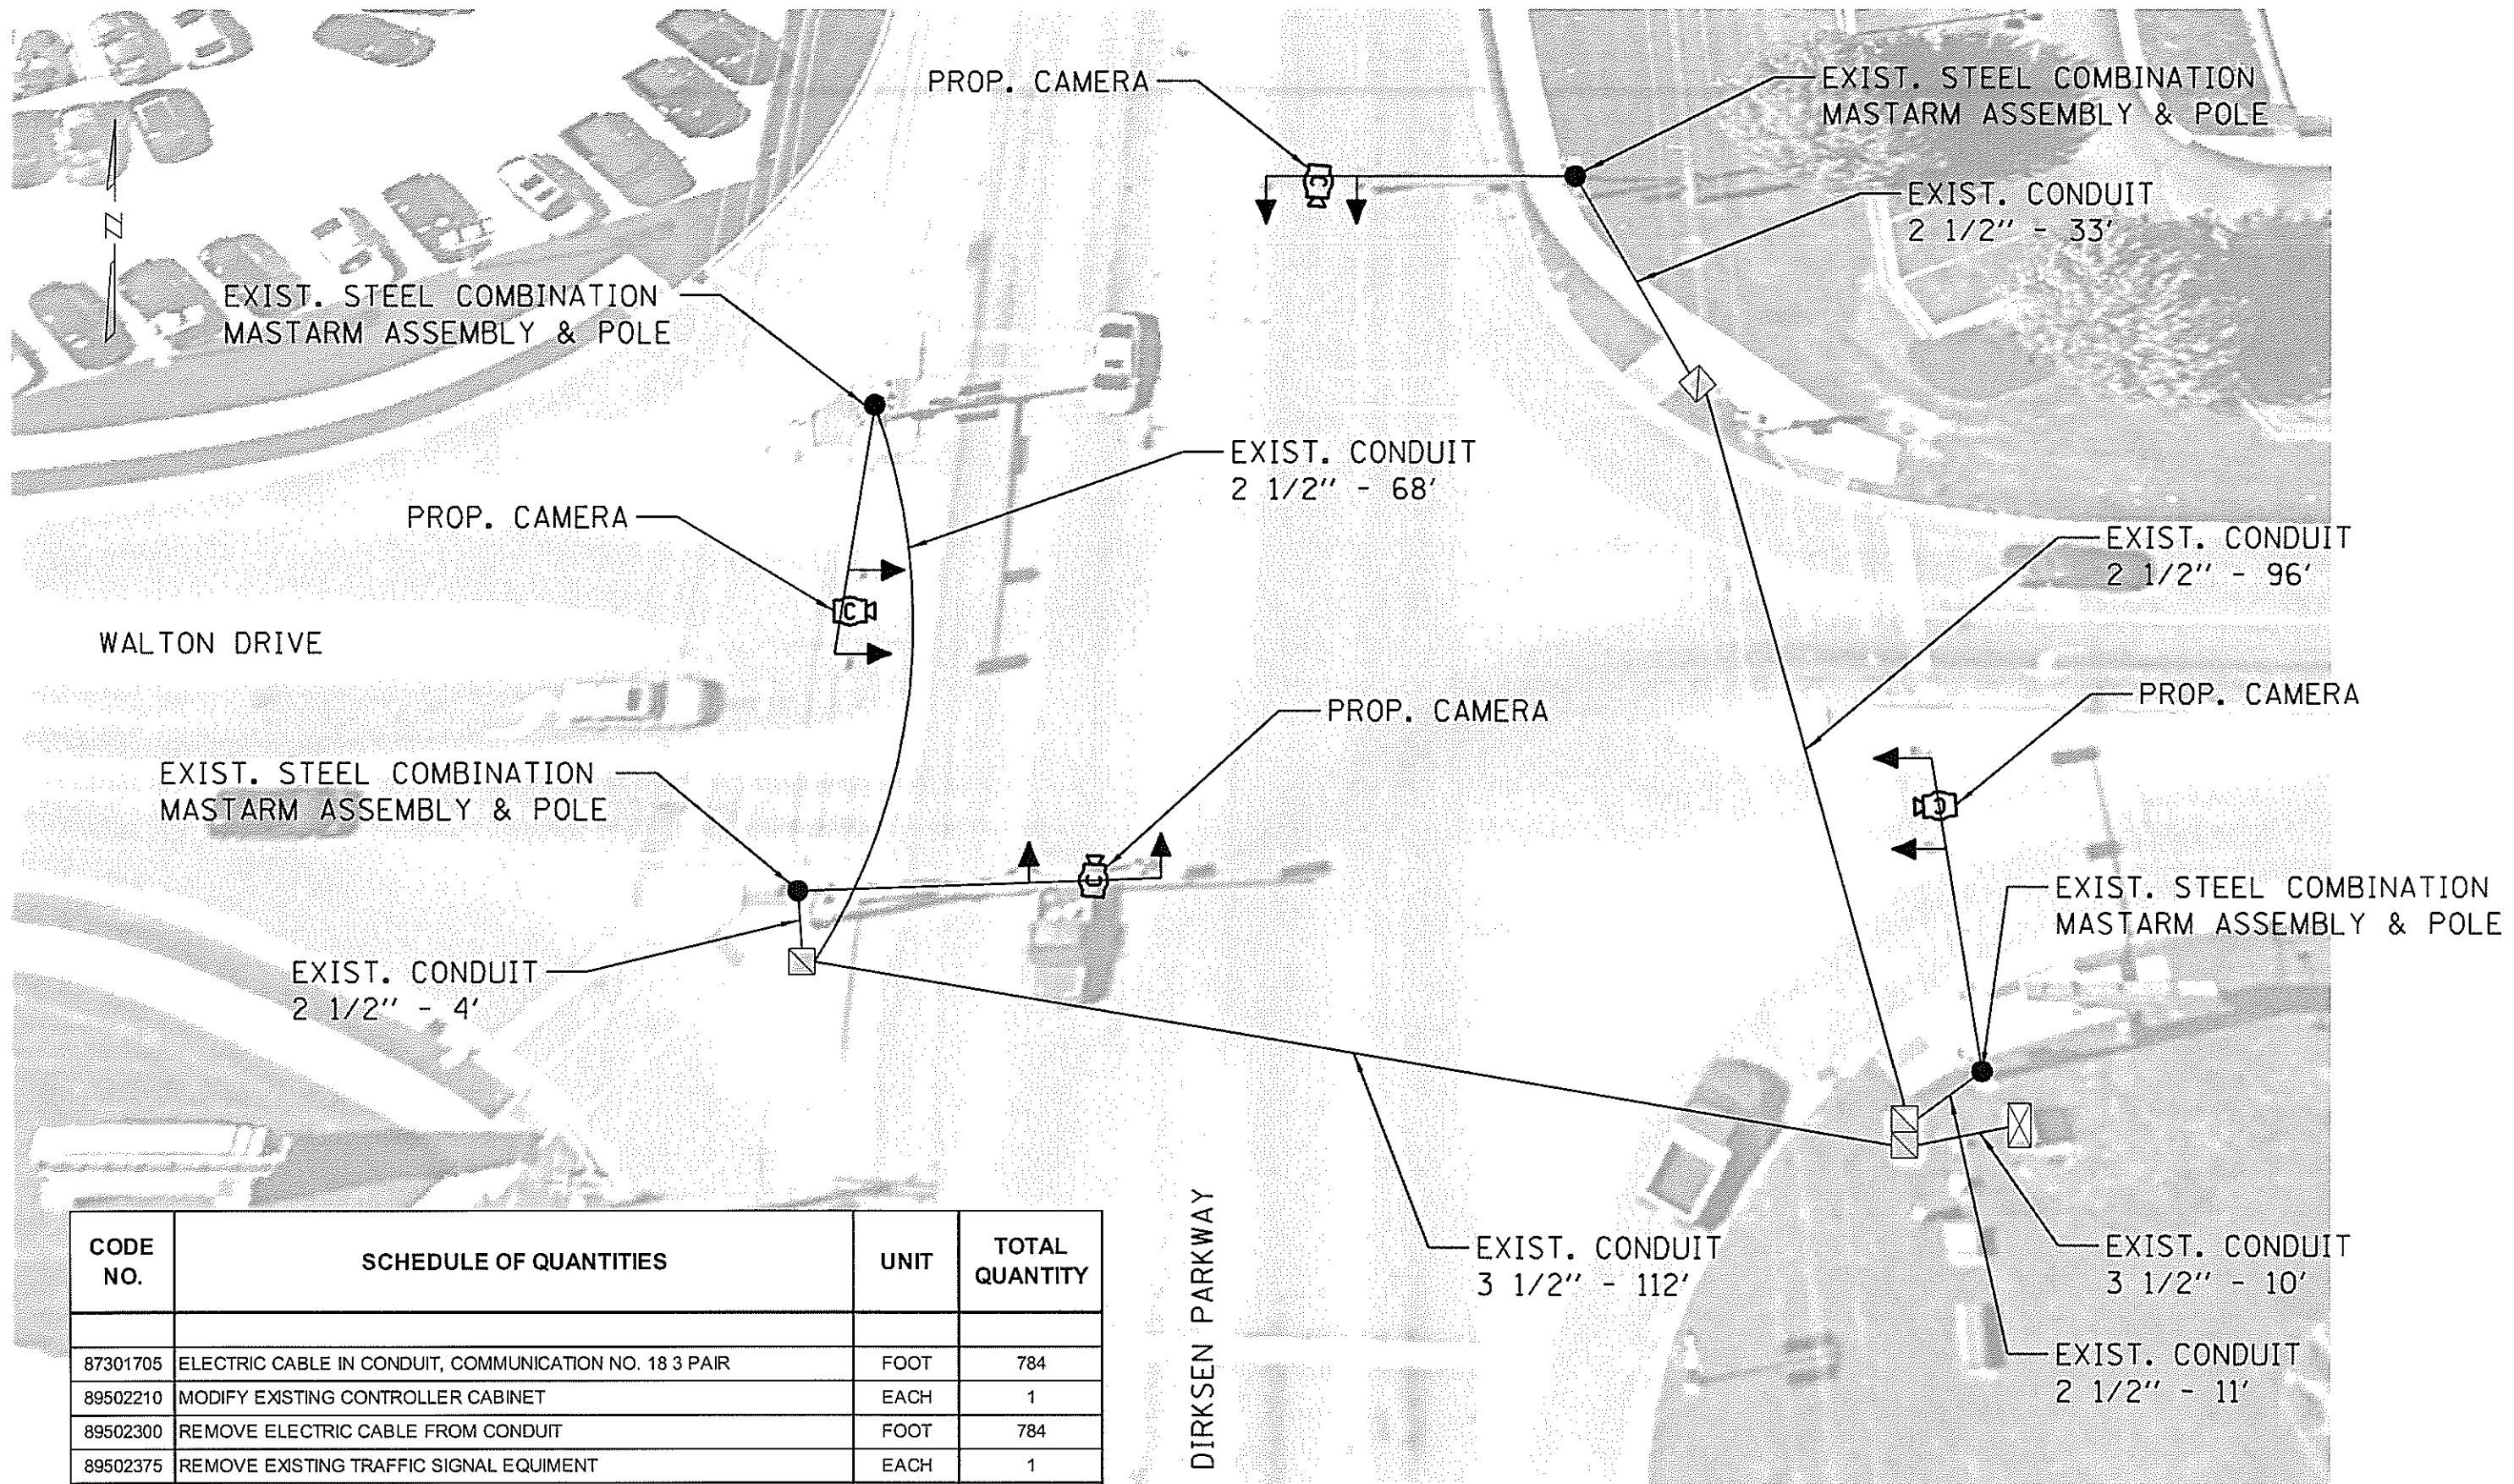 PROP. CAMERA
EXIST. STEEL COMBINATION
MASTARM ASSEMBLY & POLE
EXIST. CONDUIT
2 1/2" - 33'
N
EXIST. STEEL COMBINATION
MASTARM ASSEMBLY & POLE
EXIST. CONDUIT
2 1/2" - 68'
PROP. CAMERA
EXIST. CONDUIT
2 1/2" - 96'
WALTON DRIVE
PROP. CAMERA
PROP. CAMERA
EXIST. STEEL COMBINATION
MASTARM ASSEMBLY & POLE
EXIST. STEEL COMBINATION
MASTARM ASSEMBLY & POLE
EXIST. CONDUIT
2 1/2" - 4'
C
C
C
C
EXIST. CONDUIT
3 1/2" - 112'
EXIST. CONDUIT
3 1/2" - 10'
EXIST. CONDUIT
2 1/2" - 11'
DIRKSEN PARKWAY
CODE NO. SCHEDULE OF QUANTITIES UNIT TOTAL QUANTITY
87301705 ELECTRIC CABLE IN CONDUIT, COMMUNICATION NO. 18 3 PAIR FOOT 784
89502210 MODIFY EXISTING CONTROLLER CABINET EACH 1
89502300 REMOVE ELECTRIC CABLE FROM CONDUIT FOOT 784
89502375 REMOVE EXISTING TRAFFIC SIGNAL EQUIMENT EACH 1